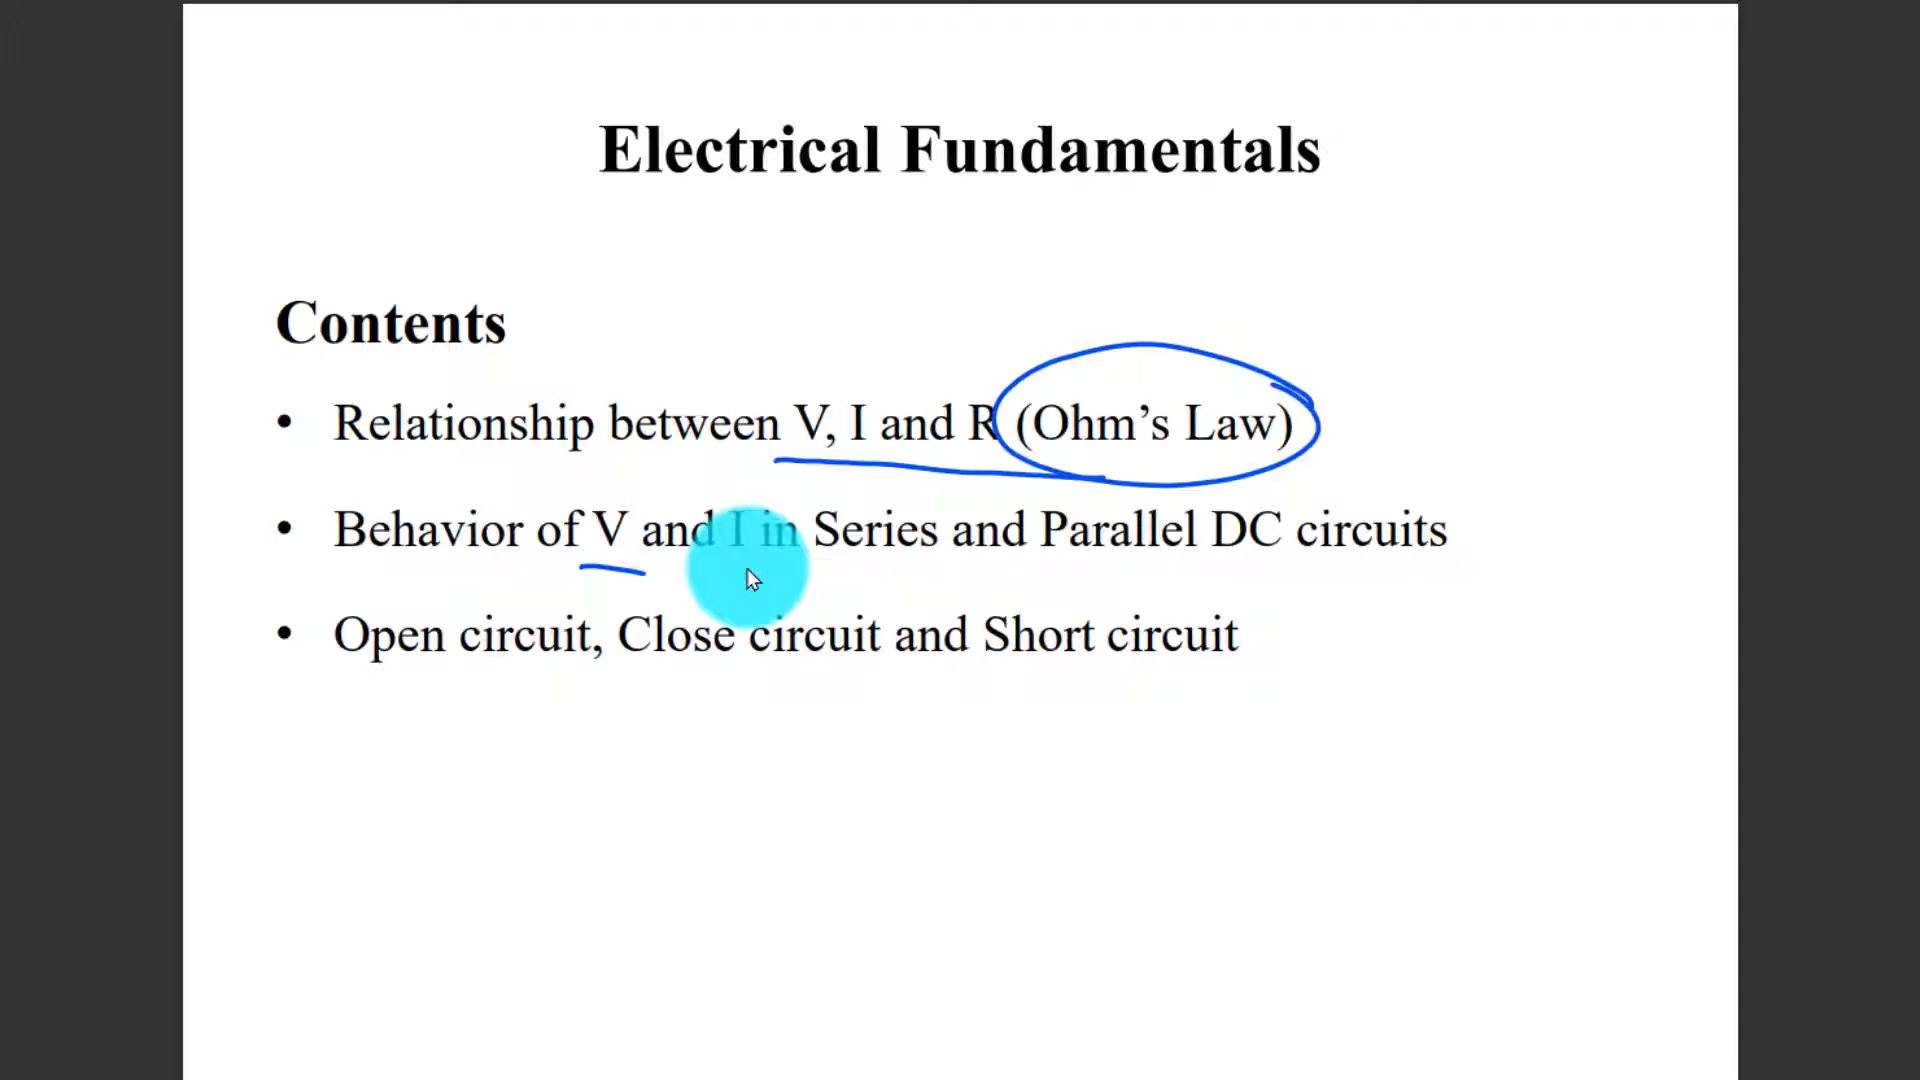 Electrical Fundamentals
Contents
• Relationship between V, I and R (Ohm’s Law)
• Behavior of V and I in Series and Parallel DC circuits
• Open circuit, Close circuit and Short circuit